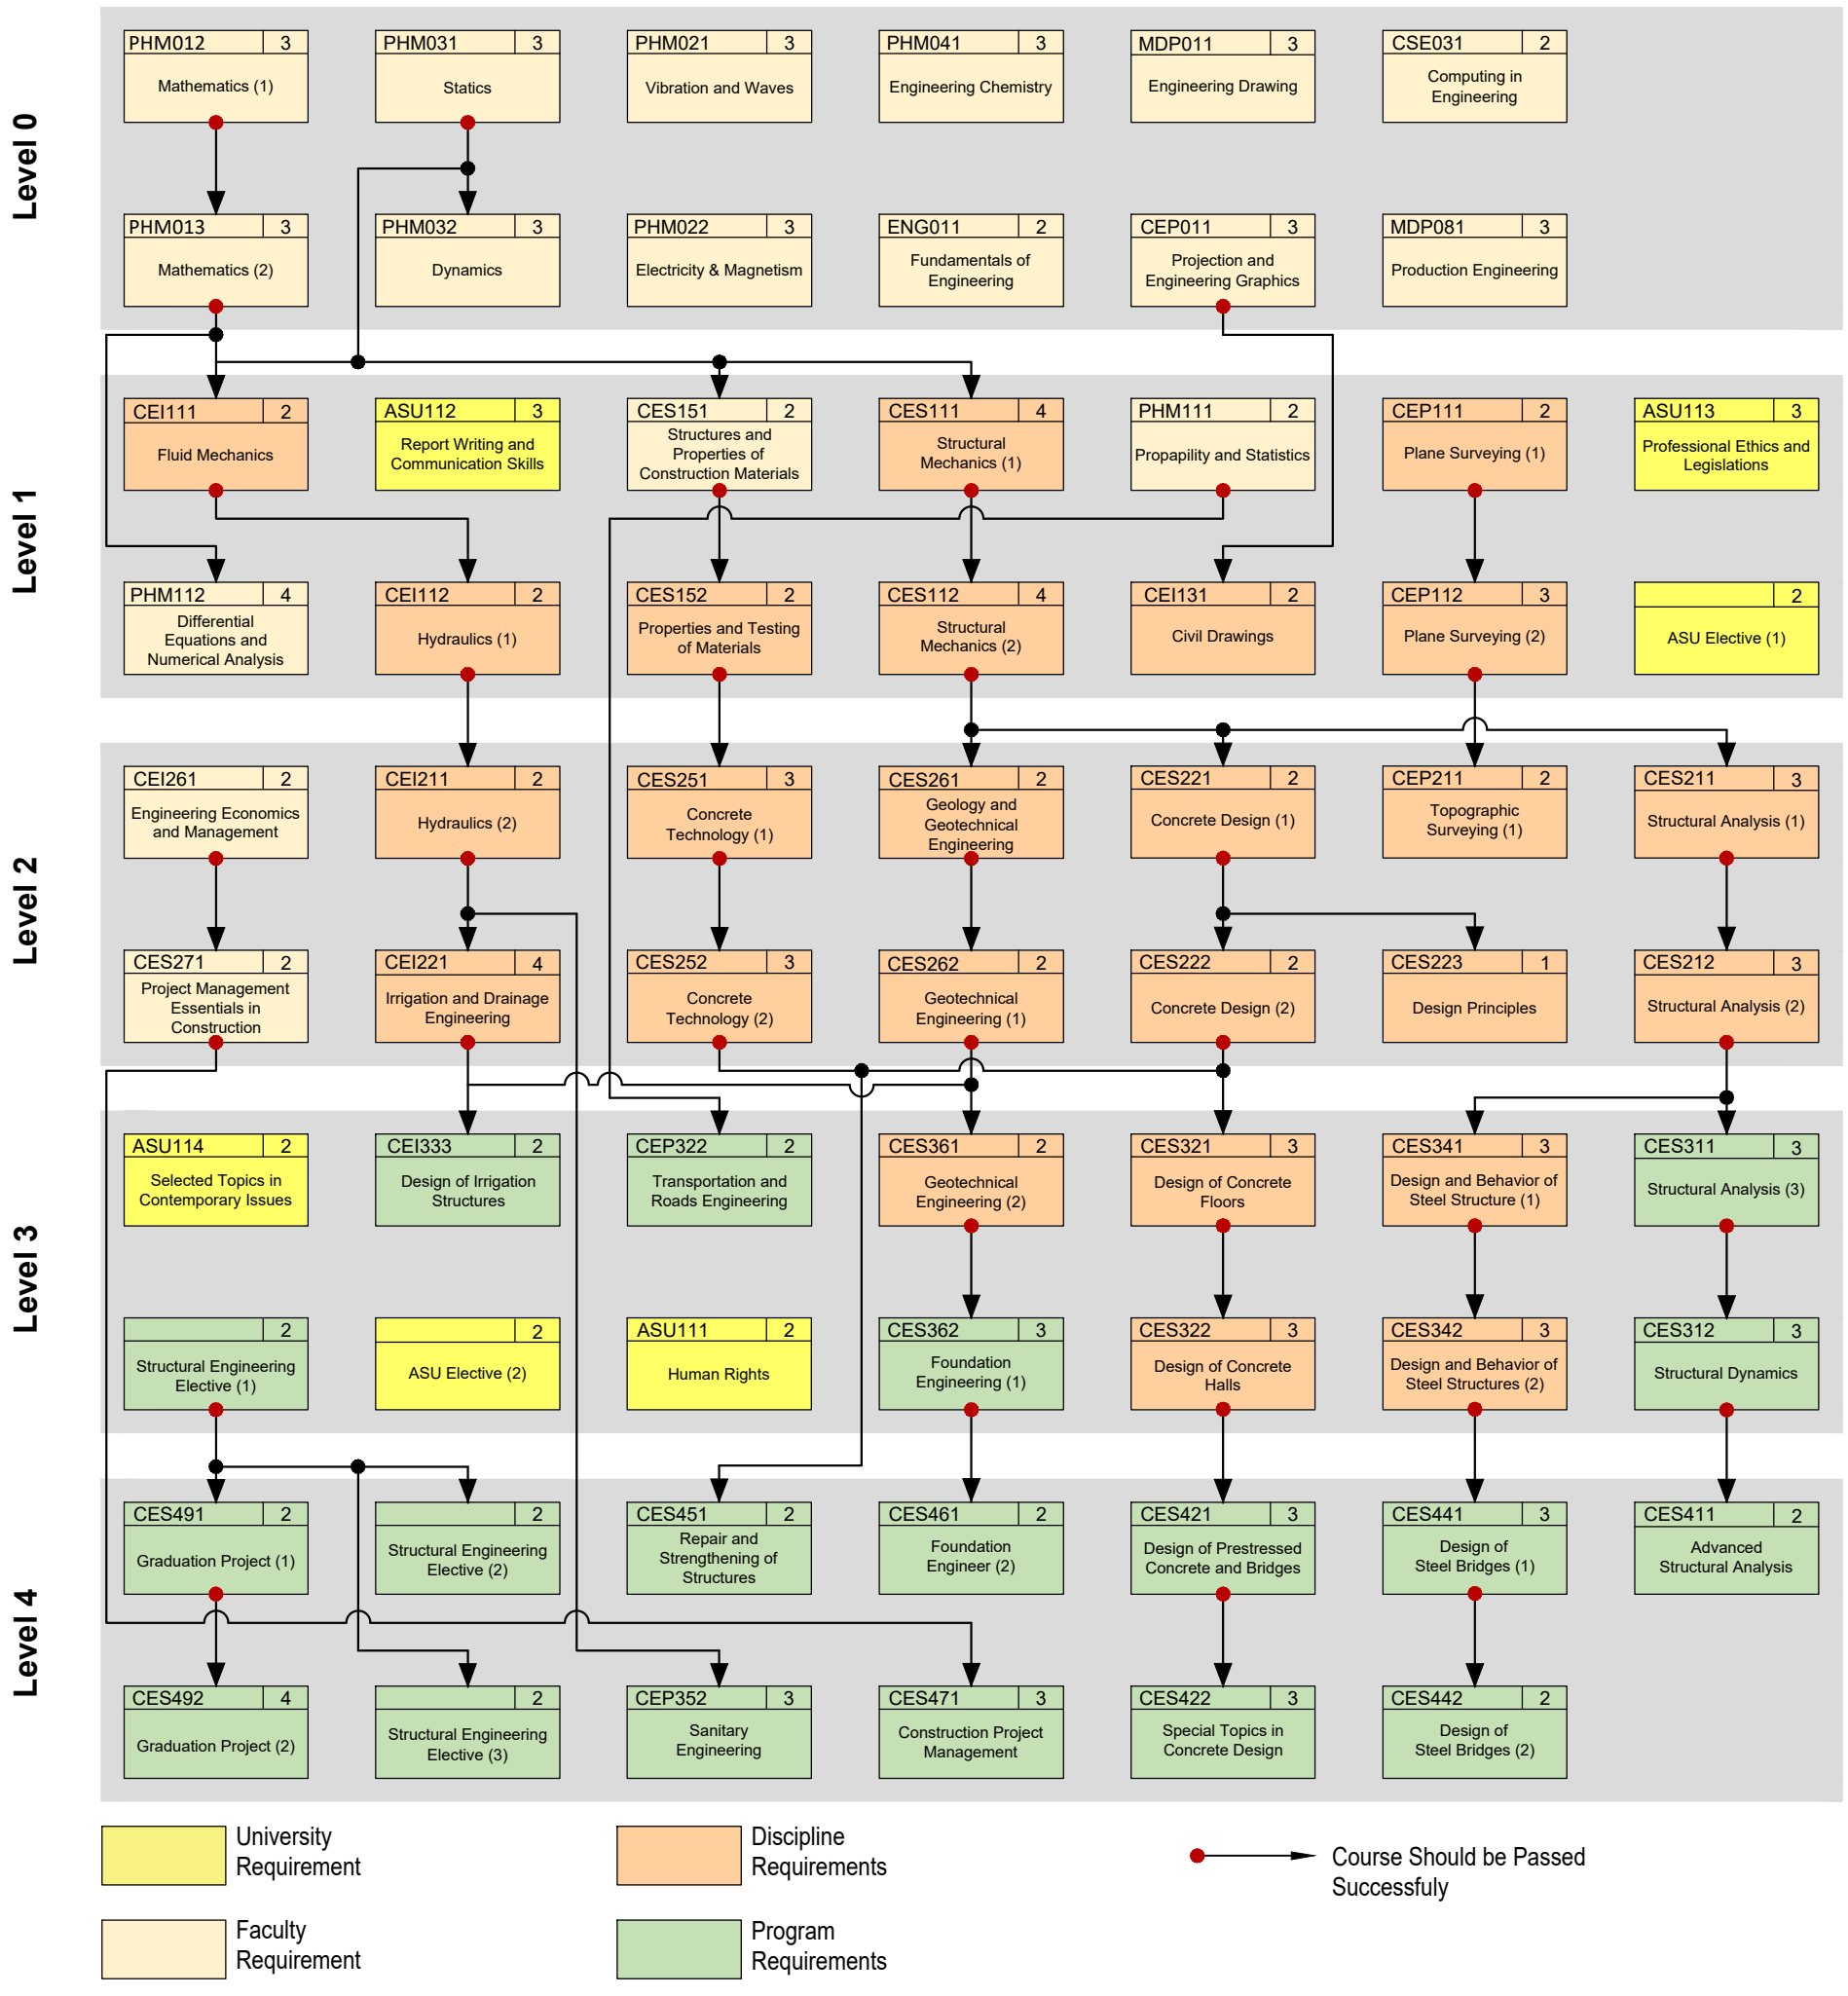 Level 0
PHM012 3
Mathematics (1)
PHM031 3
Statics
PHM021 3
Vibration and Waves
PHM041 3
Engineering Chemistry
MDP011 3
Engineering Drawing
CSE031 2
Computing in
Engineering
PHM013 3
Mathematics (2)
PHM032 3
Dynamics
PHM022 3
Electricity & Magnetism
ENG011 2
Fundamentals of
Engineering
CEP011 3
Projection and
Engineering Graphics
MDP081 3
Production Engineering
Level 1
CEI111 2
Fluid Mechanics
ASU112 3
Report Writing and
Communication Skills
CES151 2
Structures and
Properties of
Construction Materials
CES111 4
Structural
Mechanics (1)
PHM111 2
Propapility and Statistics
CEP111 2
Plane Surveying (1)
ASU113 3
Professional Ethics and
Legislations
PHM112 4
Differential
Equations and
Numerical Analysis
CEI112 2
Hydraulics (1)
CES152 2
Properties and Testing
of Materials
CES112 4
Structural
Mechanics (2)
CEI131 2
Civil Drawings
CEP112 3
Plane Surveying (2)
2
ASU Elective (1)
Level 2
CEI261 2
Engineering Economics
and Management
CEI211 2
Hydraulics (2)
CES251 3
Concrete
Technology (1)
CES261 2
Geology and
Geotechnical
Engineering
CES221 2
Concrete Design (1)
CEP211 2
Topographic
Surveying (1)
CES211 3
Structural Analysis (1)
CES271 2
Project Management
Essentials in
Construction
CEI221 4
Irrigation and Drainage
Engineering
CES252 3
Concrete
Technology (2)
CES262 2
Geotechnical
Engineering (1)
CES222 2
Concrete Design (2)
CES223 1
Design Principles
CES212 3
Structural Analysis (2)
Level 3
ASU114 2
Selected Topics in
Contemporary Issues
CEI333 2
Design of Irrigation
Structures
CEP322 2
Transportation and
Roads Engineering
CES361 2
Geotechnical
Engineering (2)
CES321 3
Design of Concrete
Floors
CES341 3
Design and Behavior of
Steel Structure (1)
CES311 3
Structural Analysis (3)
2
Structural Engineering
Elective (1)
2
ASU Elective (2)
ASU111 2
Human Rights
CES362 3
Foundation
Engineering (1)
CES322 3
Design of Concrete
Halls
CES342 3
Design and Behavior of
Steel Structures (2)
CES312 3
Structural Dynamics
Level 4
CES491 2
Graduation Project (1)
2
Structural Engineering
Elective (2)
CES451 2
Repair and
Strengthening of
Structures
CES461 2
Foundation
Engineer (2)
CES421 3
Design of Prestressed
Concrete and Bridges
CES441 3
Design of
Steel Bridges (1)
CES411 2
Advanced
Structural Analysis
CES492 4
Graduation Project (2)
2
Structural Engineering
Elective (3)
CEP352 3
Sanitary
Engineering
CES471 3
Construction Project
Management
CES422 3
Special Topics in
Concrete Design
CES442 2
Design of
Steel Bridges (2)
University
Requirement
Discipline
Requirements
Course Should be Passed
Successfuly
Faculty
Requirement
Program
Requirements